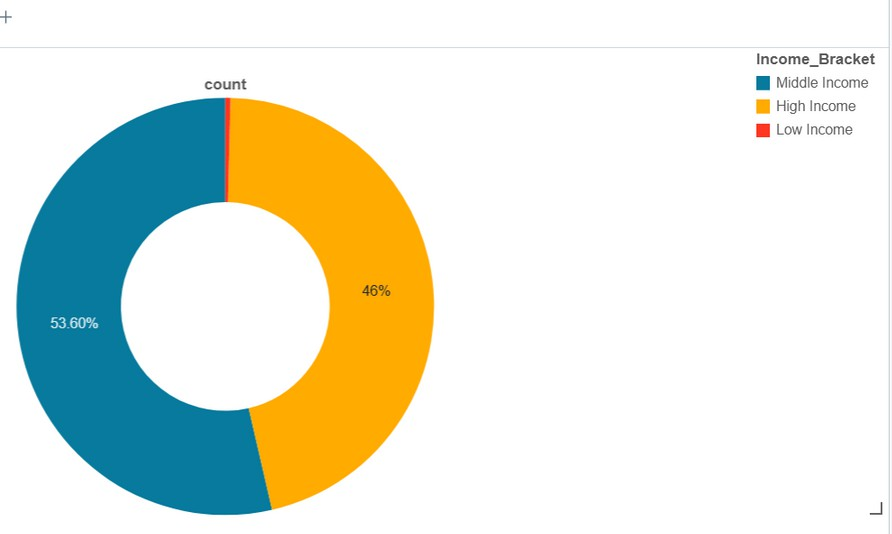 count
Income_Bracket
Middle Income
High Income
Low Income
46%
53.60%